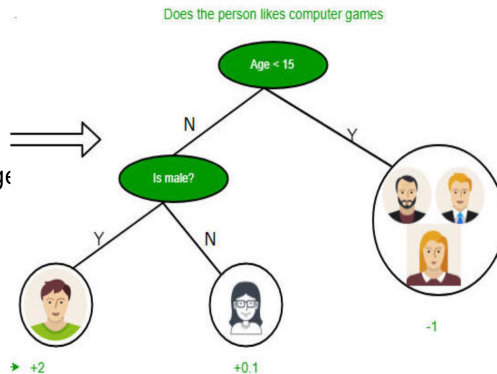 Does the person likes computer games
Age < 15
N
Y
Is male?
Y
N
-1
+2
+0.1